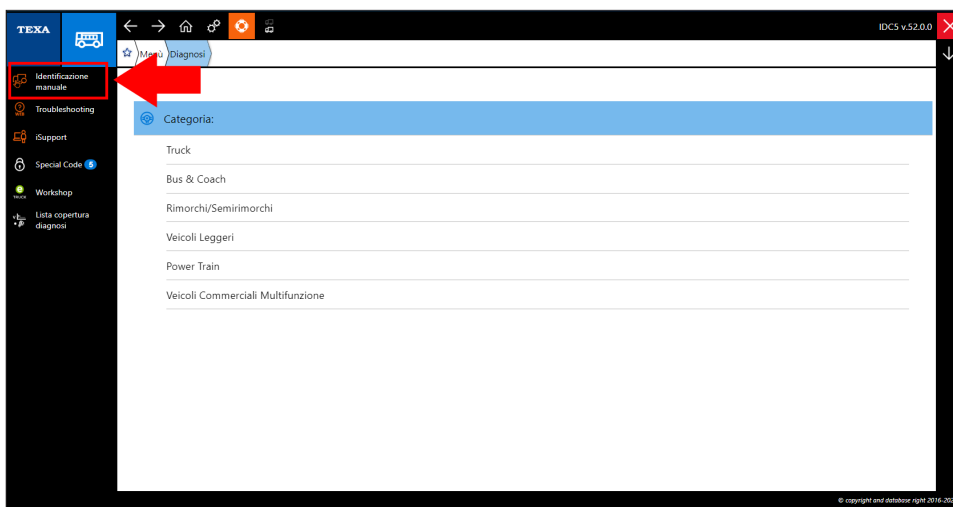 TEXA
IDC5 v.52.0.0
Menù
Diagnosi
Identificazione
manuale
Troubleshooting
iSupport
Special Code 5
Workshop
Lista copertura
diagnosi
Categoria:
Truck
Bus & Coach
Rimorchi/Semirimorchi
Veicoli Leggeri
Power Train
Veicoli Commerciali Multifunzione
© copyright and database right 2016-202